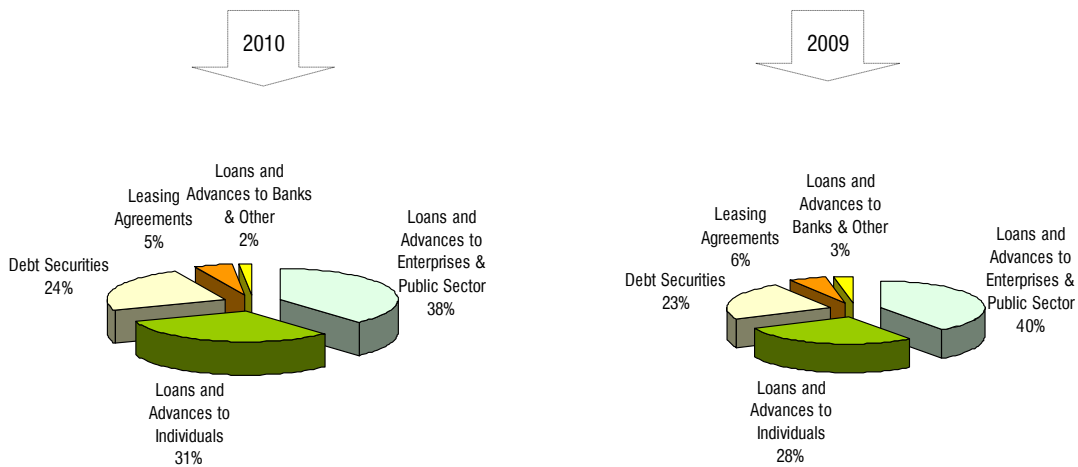 2010
Loans and
Advances to Banks
& Other
2%
Leasing
Agreements
5%
Debt Securities
24%
Loans and
Advances to
Enterprises &
Public Sector
38%
Loans and
Advances to
Individuals
31%
2009
Loans and
Advances to
Banks & Other
3%
Leasing
Agreements
6%
Debt Securities
23%
Loans and
Advances to
Enterprises &
Public Sector
40%
Loans and
Advances to
Individuals
28%